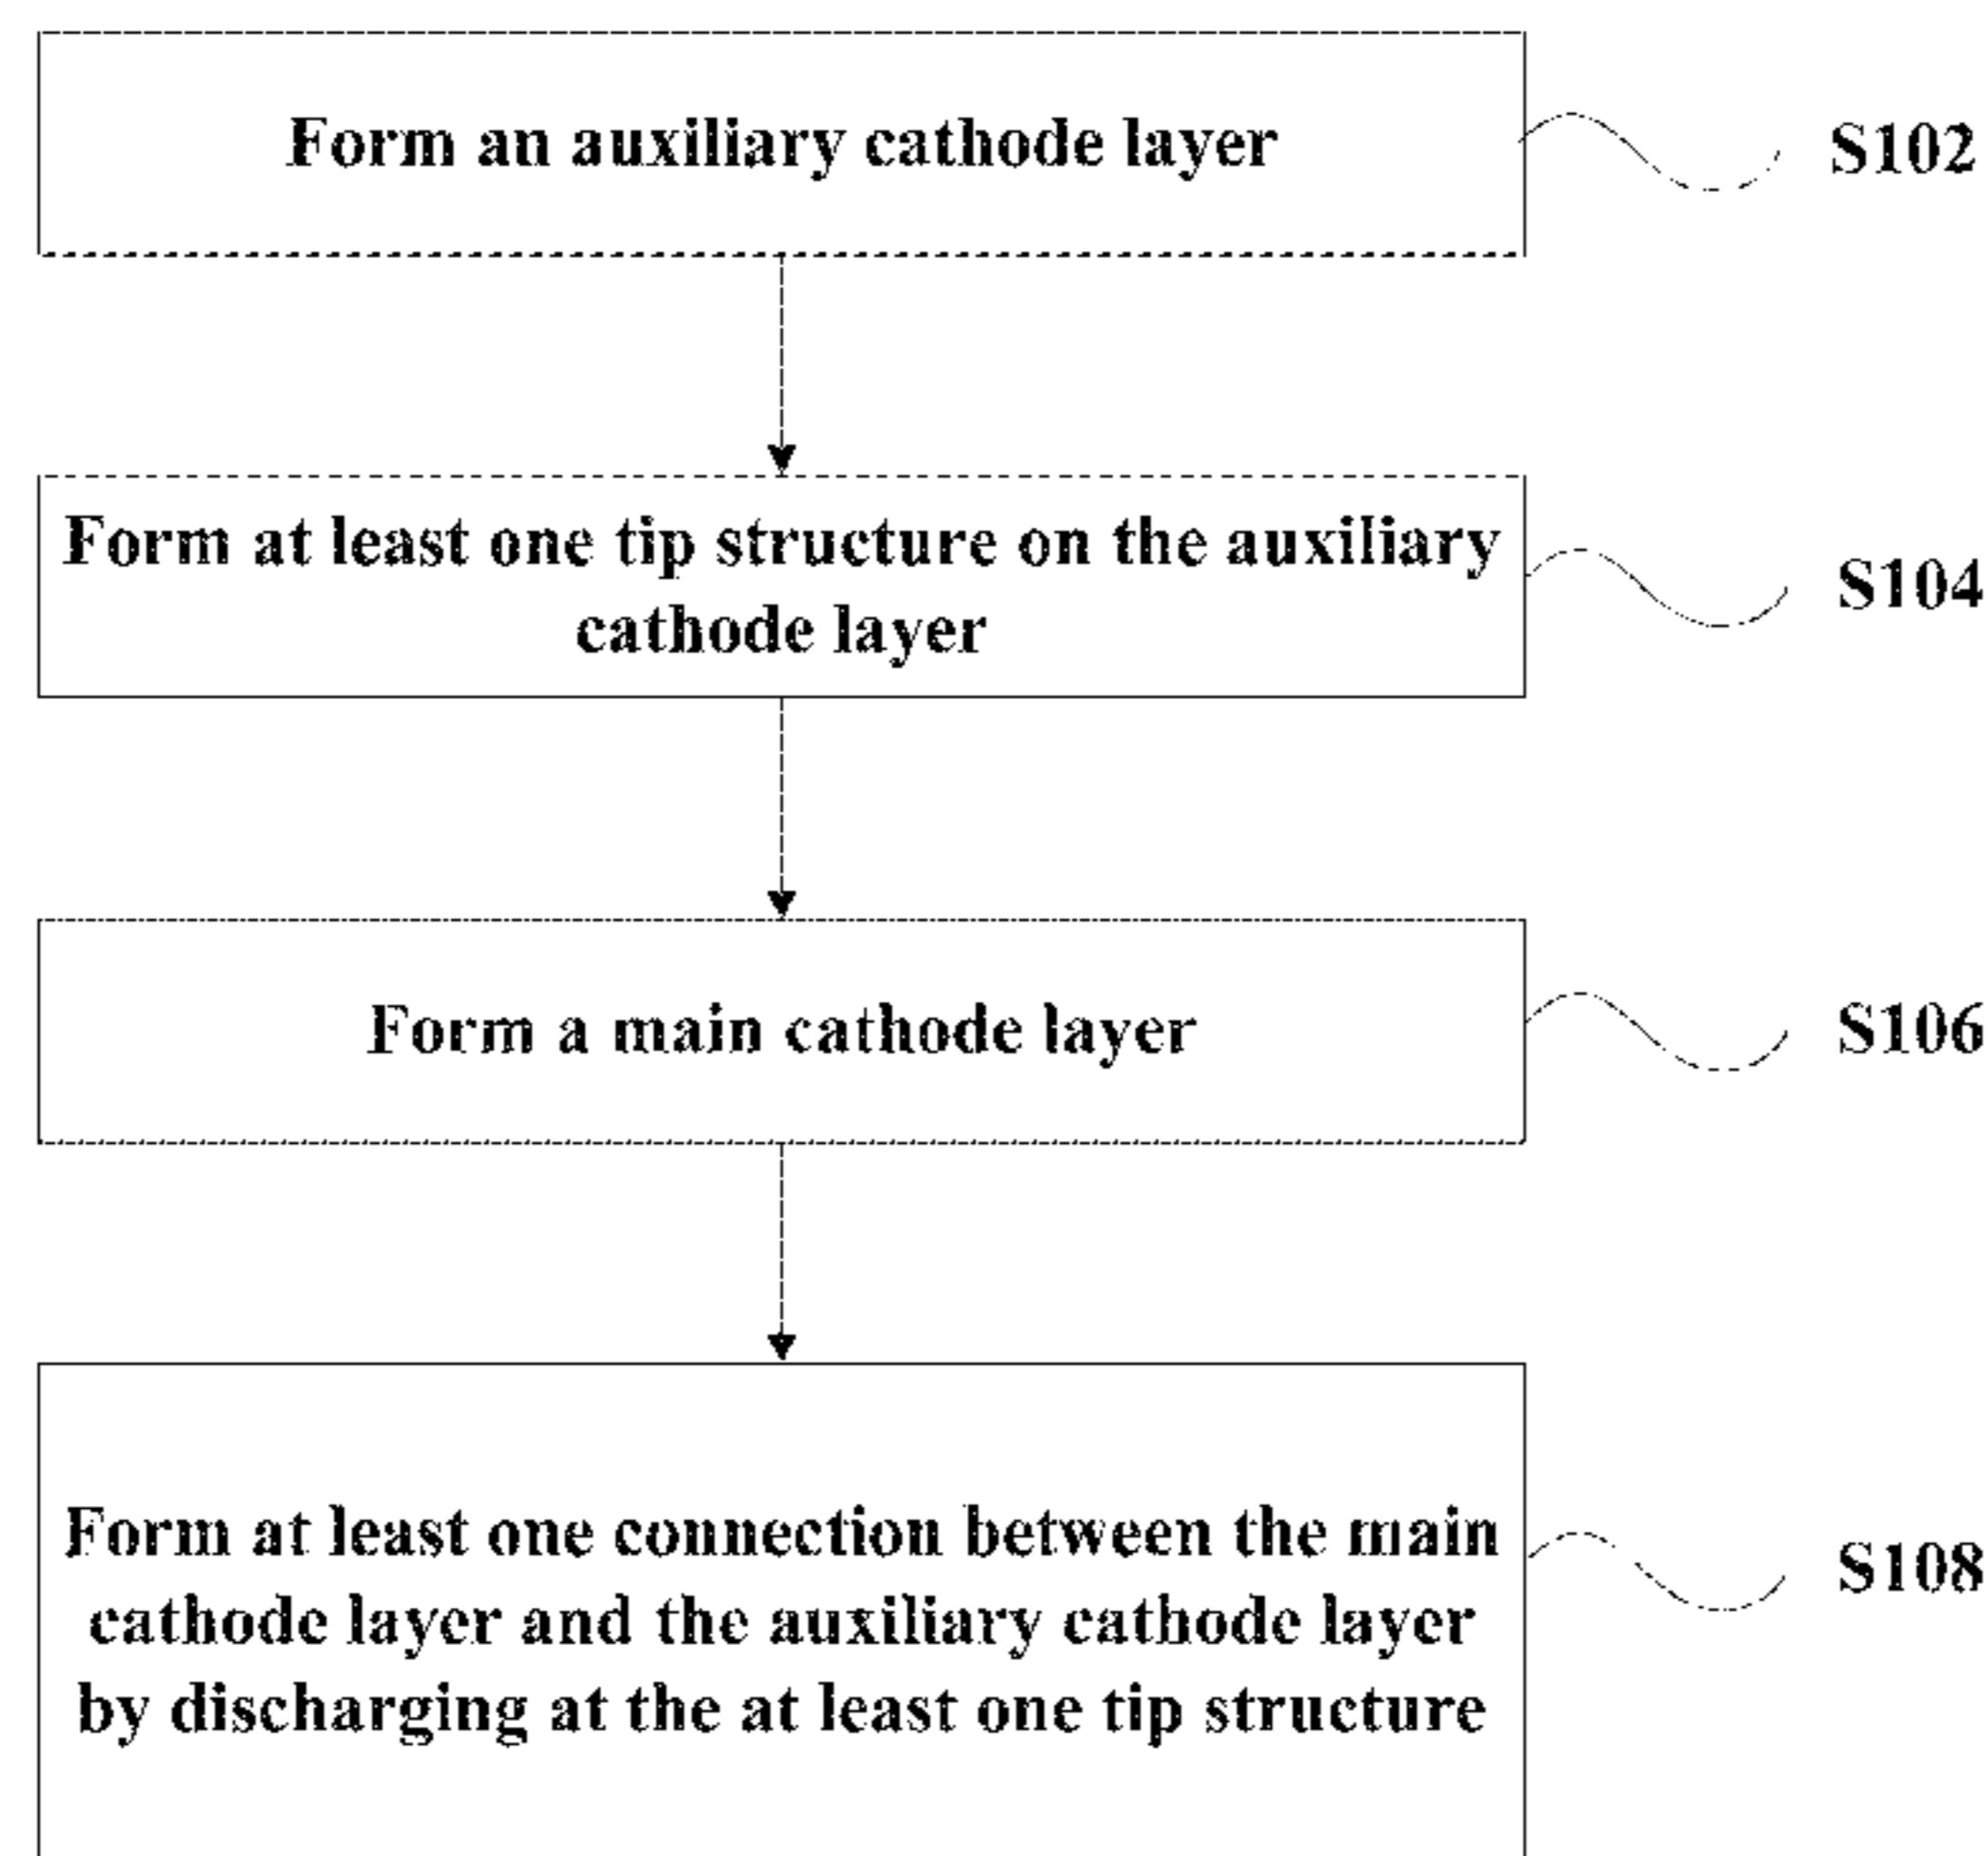 Form an auxiliary cathode layer
S102
Form at least one tip structure on the auxiliary
cathode layer
S104
Form a main cathode layer
S106
Form at least one connection between the main
cathode layer and the auxiliary cathode layer
by discharging at the at least one tip structure
S108